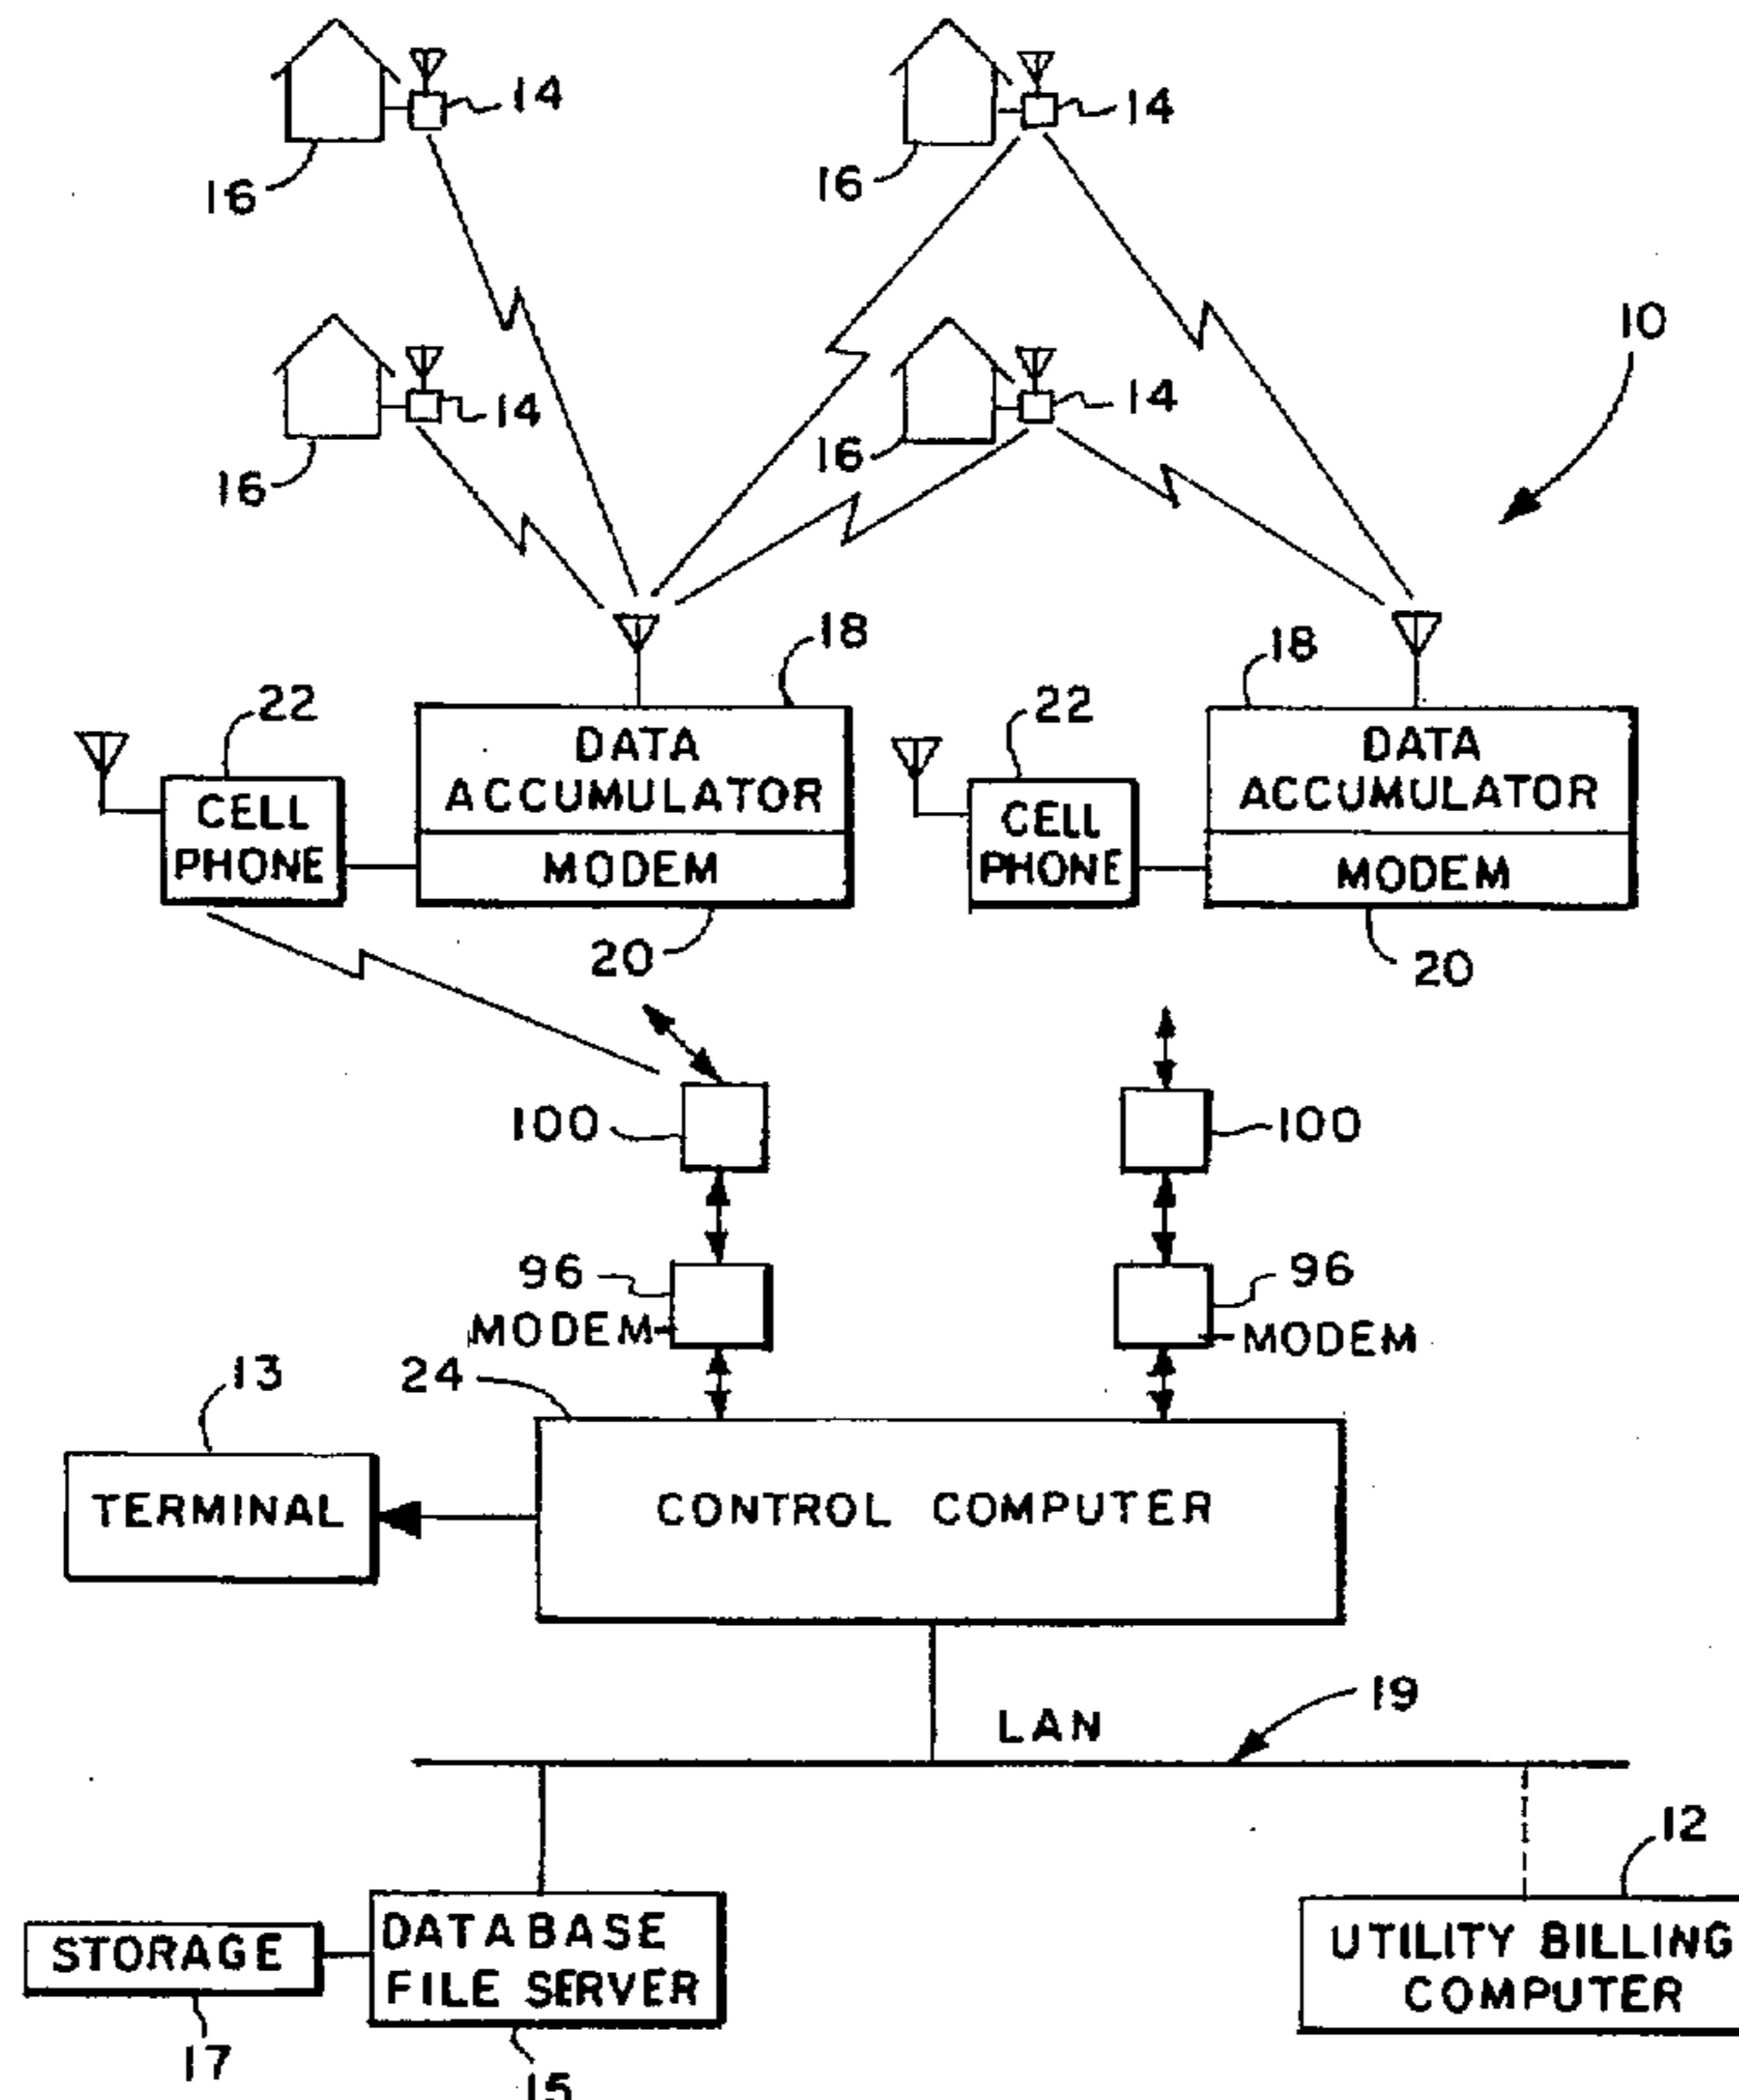 14
14
16
16
10
14
14
16
16
18
18
22
22
DATA
ACCUMULATOR
MODEM
CELL
PHONE
DATA
ACCUMULATOR
MODEM
CELL
PHONE
20
20
100
100
96
96
MODEM
MODEM
13
24
TERMINAL
CONTROL COMPUTER
19
LAN
12
STORAGE
DATABASE
FILE SERVER
UTILITY BILLING
COMPUTER
17
15